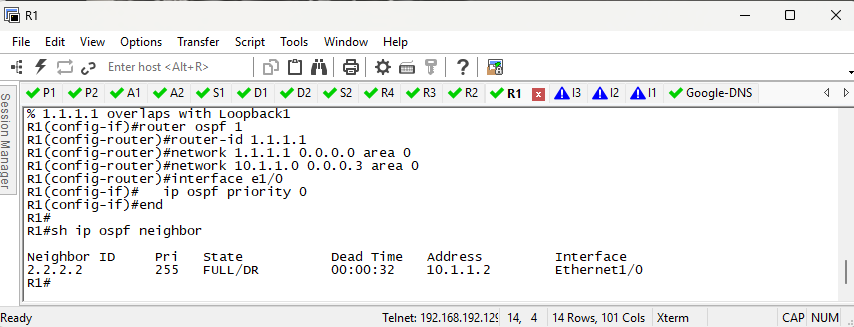 R1
File Edit View Options Transfer Script Tools Window Help
Enter host <Alt+R>
Session Manager
P1 P2 A1 A2 S1 D1 D2 S2 R4 R3 R2 R1 x I3 I2 I1 Google-DNS
% 1.1.1.1 overlaps with Loopback1
R1(config-if)#router ospf 1
R1(config-router)#router-id 1.1.1.1
R1(config-router)#network 1.1.1.1 0.0.0.0 area 0
R1(config-router)#network 10.1.1.0 0.0.0.3 area 0
R1(config-router)#interface e1/0
R1(config-if)#   ip ospf priority 0
R1(config-if)#end
R1#
R1#sh ip ospf neighbor
Neighbor ID     Pri   State           Dead Time   Address         Interface
2.2.2.2         255   FULL/DR         00:00:32    10.1.1.2        Ethernet1/0
R1#
Ready Telnet: 192.168.192.129 14, 4 14 Rows, 101 Cols Xterm CAP NUM